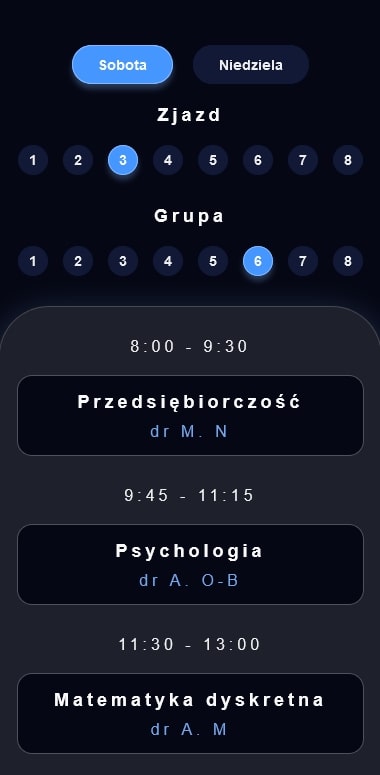 Sobota Niedziela
Zjazd
1 2 3 4 5 6 7 8
Grupa
1 2 3 4 5 6 7 8
8:00 - 9:30
Przedsiębiorczość
dr M. N
9:45 - 11:15
Psychologia
dr A. O-B
11:30 - 13:00
Matematyka dyskretna
dr A. M